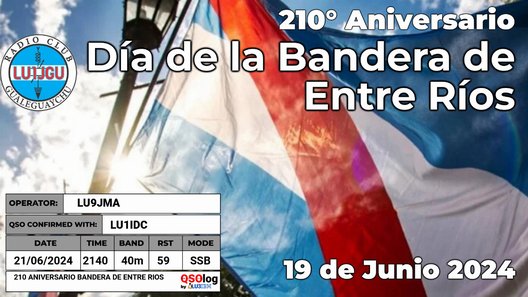 210° Aniversario
Día de la Bandera de
Entre Ríos
RADIO CLUB
LU1JGU
GUALEGUAYCHU
OPERATOR: LU9JMA
QSO CONFIRMED WITH: LU1IDC
DATE TIME BAND RST MODE
21/06/2024 2140 40m 59 SSB
210 ANIVERSARIO BANDERA DE ENTRE RIOS
QSOlog
19 de Junio 2024